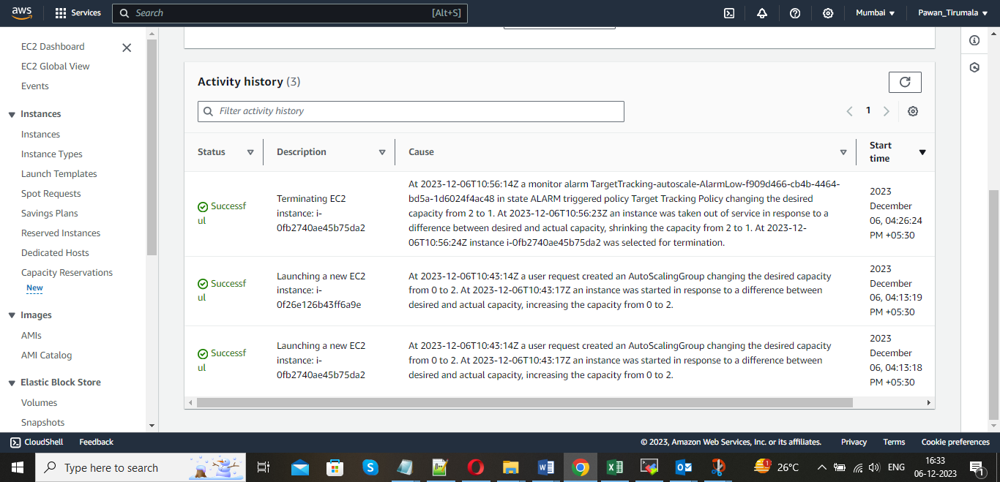 aws
Services
Search
[Alt+S]
Mumbai
Pawan_Tirumala
EC2 Dashboard
EC2 Global View
Events
Instances
Instances
Instance Types
Launch Templates
Spot Requests
Savings Plans
Reserved Instances
Dedicated Hosts
Capacity Reservations
New
Images
AMIs
AMI Catalog
Elastic Block Store
Volumes
Snapshots
Activity history (3)
Filter activity history
1
Status
Description
Cause
Start
time
Successf
ul
Terminating EC2
instance: i-
0fb2740ae45b75da2
At 2023-12-06T10:56:14Z a monitor alarm TargetTracking-autoscale-AlarmLow-f909d466-cb4b-4464-
bd5a-1d6024f4ac48 in state ALARM triggered policy Target Tracking Policy changing the desired
capacity from 2 to 1. At 2023-12-06T10:56:23Z an instance was taken out of service in response to a
difference between desired and actual capacity, shrinking the capacity from 2 to 1. At 2023-12-
06T10:56:24Z instance i-0fb2740ae45b75da2 was selected for termination.
2023
December
06, 04:26:24
PM +05:30
Successf
ul
Launching a new EC2
instance: i-
0f26e126b43ff6a9e
At 2023-12-06T10:43:14Z a user request created an AutoScalingGroup changing the desired capacity
from 0 to 2. At 2023-12-06T10:43:17Z an instance was started in response to a difference between
desired and actual capacity, increasing the capacity from 0 to 2.
2023
December
06, 04:13:19
PM +05:30
Successf
ul
Launching a new EC2
instance: i-
0fb2740ae45b75da2
At 2023-12-06T10:43:14Z a user request created an AutoScalingGroup changing the desired capacity
from 0 to 2. At 2023-12-06T10:43:17Z an instance was started in response to a difference between
desired and actual capacity, increasing the capacity from 0 to 2.
2023
December
06, 04:13:18
PM +05:30
CloudShell
Feedback
© 2023, Amazon Web Services, Inc. or its affiliates.
Privacy
Terms
Cookie preferences
Type here to search
1
26°C
ENG
16:33
06-12-2023
1